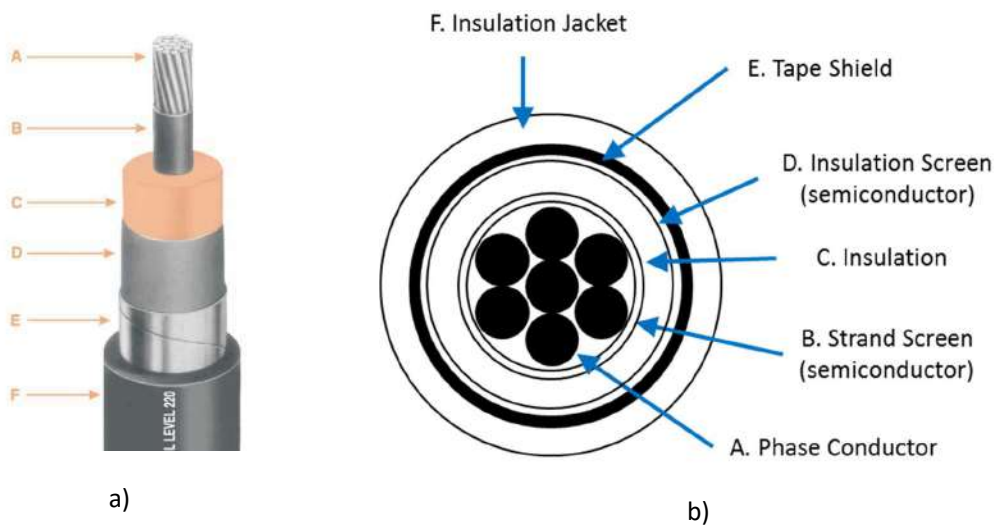 A
B
C
D
E
F
L LEVEL 220
a)
F. Insulation Jacket
E. Tape Shield
D. Insulation Screen
(semiconductor)
C. Insulation
B. Strand Screen
(semiconductor)
A. Phase Conductor
b)